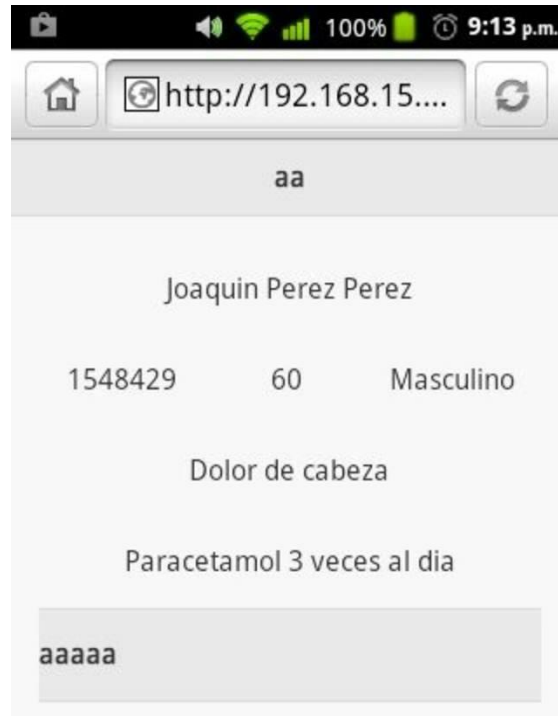 100% 9:13 p.m.
http://192.168.15....
aa
Joaquin Perez Perez
1548429 60 Masculino
Dolor de cabeza
Paracetamol 3 veces al dia
aaaaa